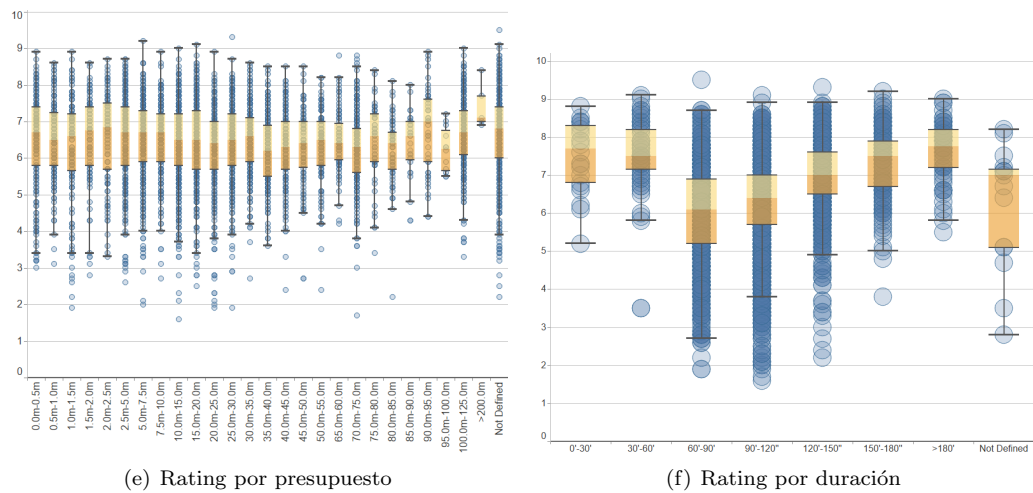 10
9
8
7
6
5
4
3
2
1
0
0.0m-0.5m
0.5m-1.0m
1.0m-1.5m
1.5m-2.0m
2.0m-2.5m
2.5m-5.0m
5.0m-7.5m
7.5m-10.0m
10.0m-15.0m
15.0m-20.0m
20.0m-25.0m
25.0m-30.0m
30.0m-35.0m
35.0m-40.0m
40.0m-45.0m
45.0m-50.0m
50.0m-55.0m
65.0m-60.0m
60.0m-65.0m
70.0m-75.0m
75.0m-80.0m
80.0m-85.0m
85.0m-90.0m
90.0m-95.0m
95.0m-100.0m
100.0m-125.0m
>200.0m
Not Defined
(e) Rating por presupuesto
10
9
8
7
6
5
4
3
2
1
0
0'-30'
30'-60'
60'-90'
90'-120"
120'-150"
150'-180"
>180'
Not Defined
(f) Rating por duración